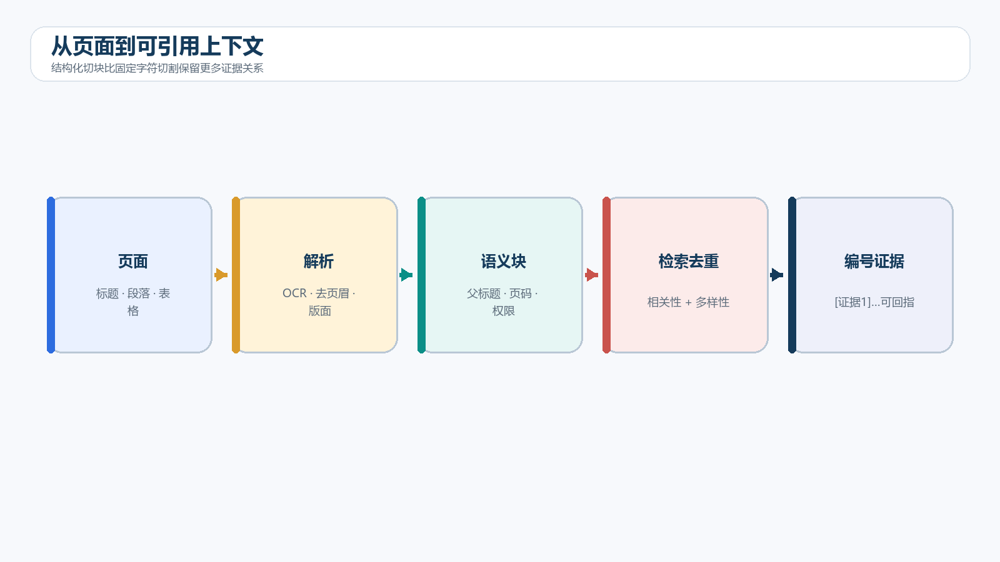 从页面到可引用上下文
结构化切块比固定字符切割保留更多证据关系
页面
标题 · 段落 · 表
格
解析
OCR · 去页眉 ·
版面
语义块
父标题 · 页码 ·
权限
检索去重
相关性 + 多样性
编号证据
[证据1]...可回指